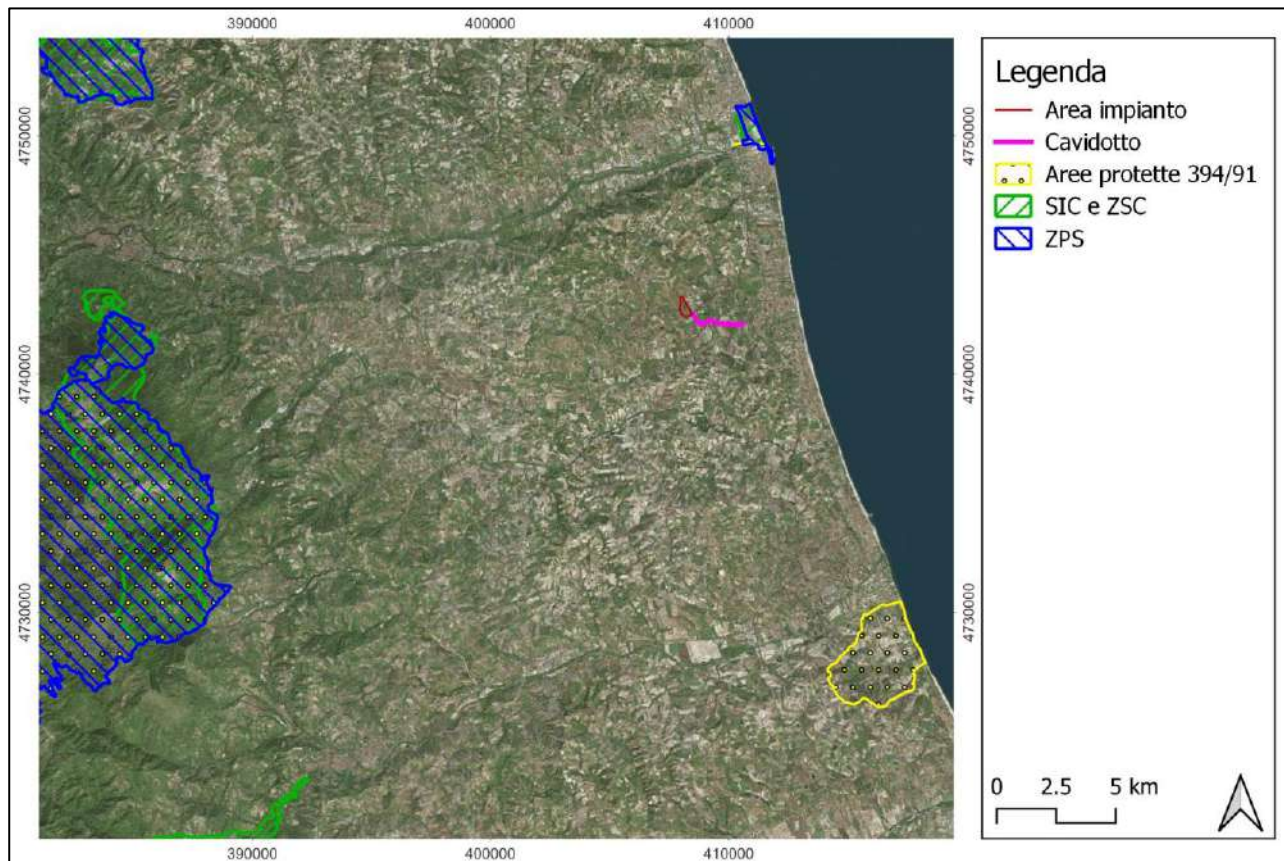 390000 400000 410000
4750000 4750000
4740000 4740000
4730000 4730000
390000 400000 410000
Legenda
Area impianto
Cavidotto
Aree protette 394/91
SIC e ZSC
ZPS
0 2.5 5 km